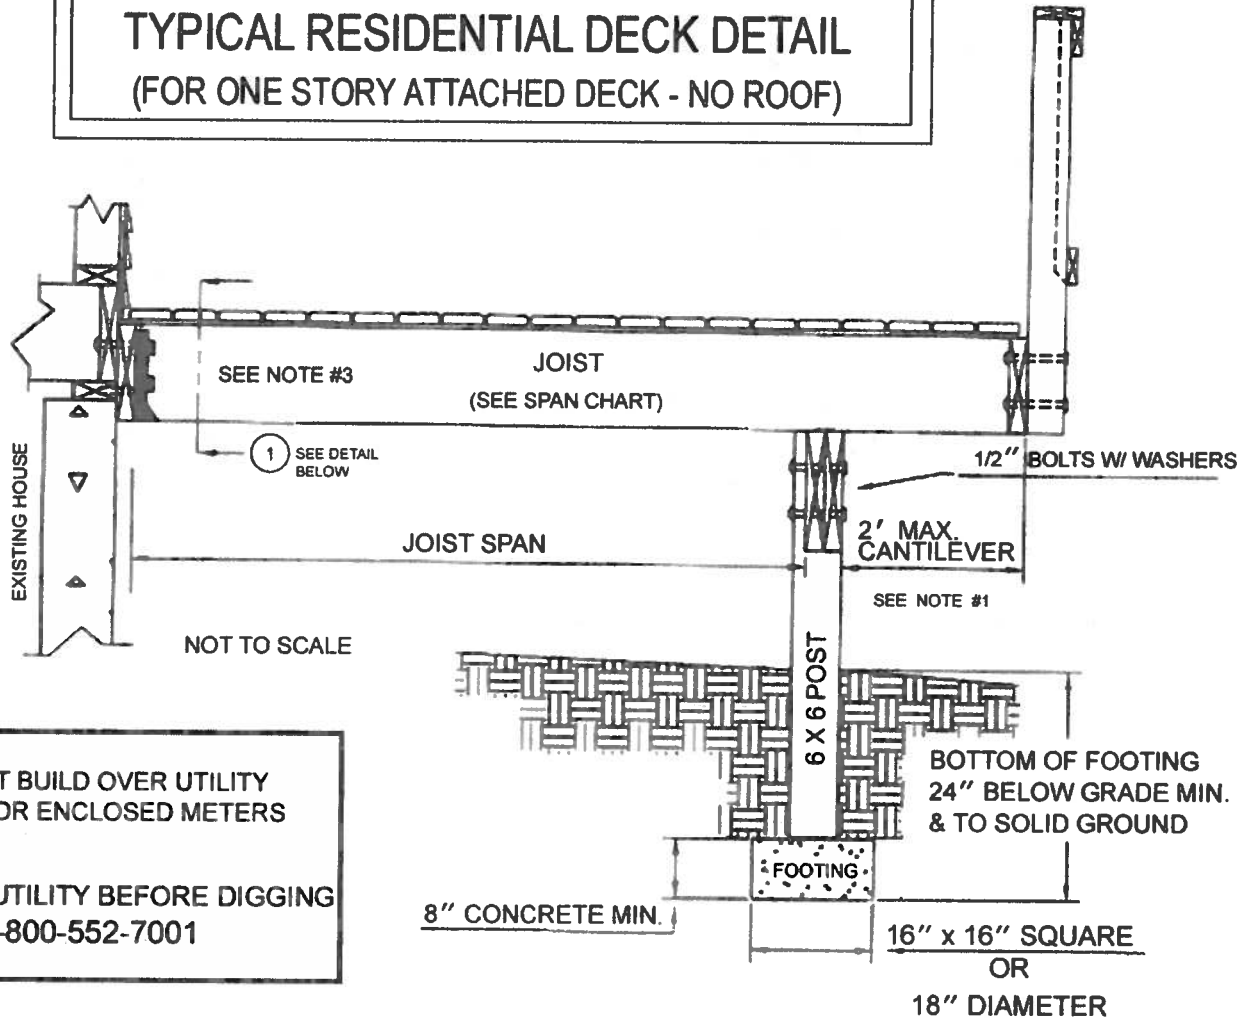 TYPICAL RESIDENTIAL DECK DETAIL
(FOR ONE STORY ATTACHED DECK - NO ROOF)
SEE NOTE #3
JOIST
(SEE SPAN CHART)
1 SEE DETAIL
BELOW
1/2" BOLTS W/ WASHERS
EXISTING HOUSE
JOIST SPAN
2' MAX.
CANTILEVER
SEE NOTE #1
NOT TO SCALE
6 X 6 POST
BUILD OVER UTILITY
OR ENCLOSED METERS
UTILITY BEFORE DIGGING
-800-552-7001
BOTTOM OF FOOTING
24" BELOW GRADE MIN.
& TO SOLID GROUND
FOOTING
8" CONCRETE MIN.
16" x 16" SQUARE
OR
18" DIAMETER